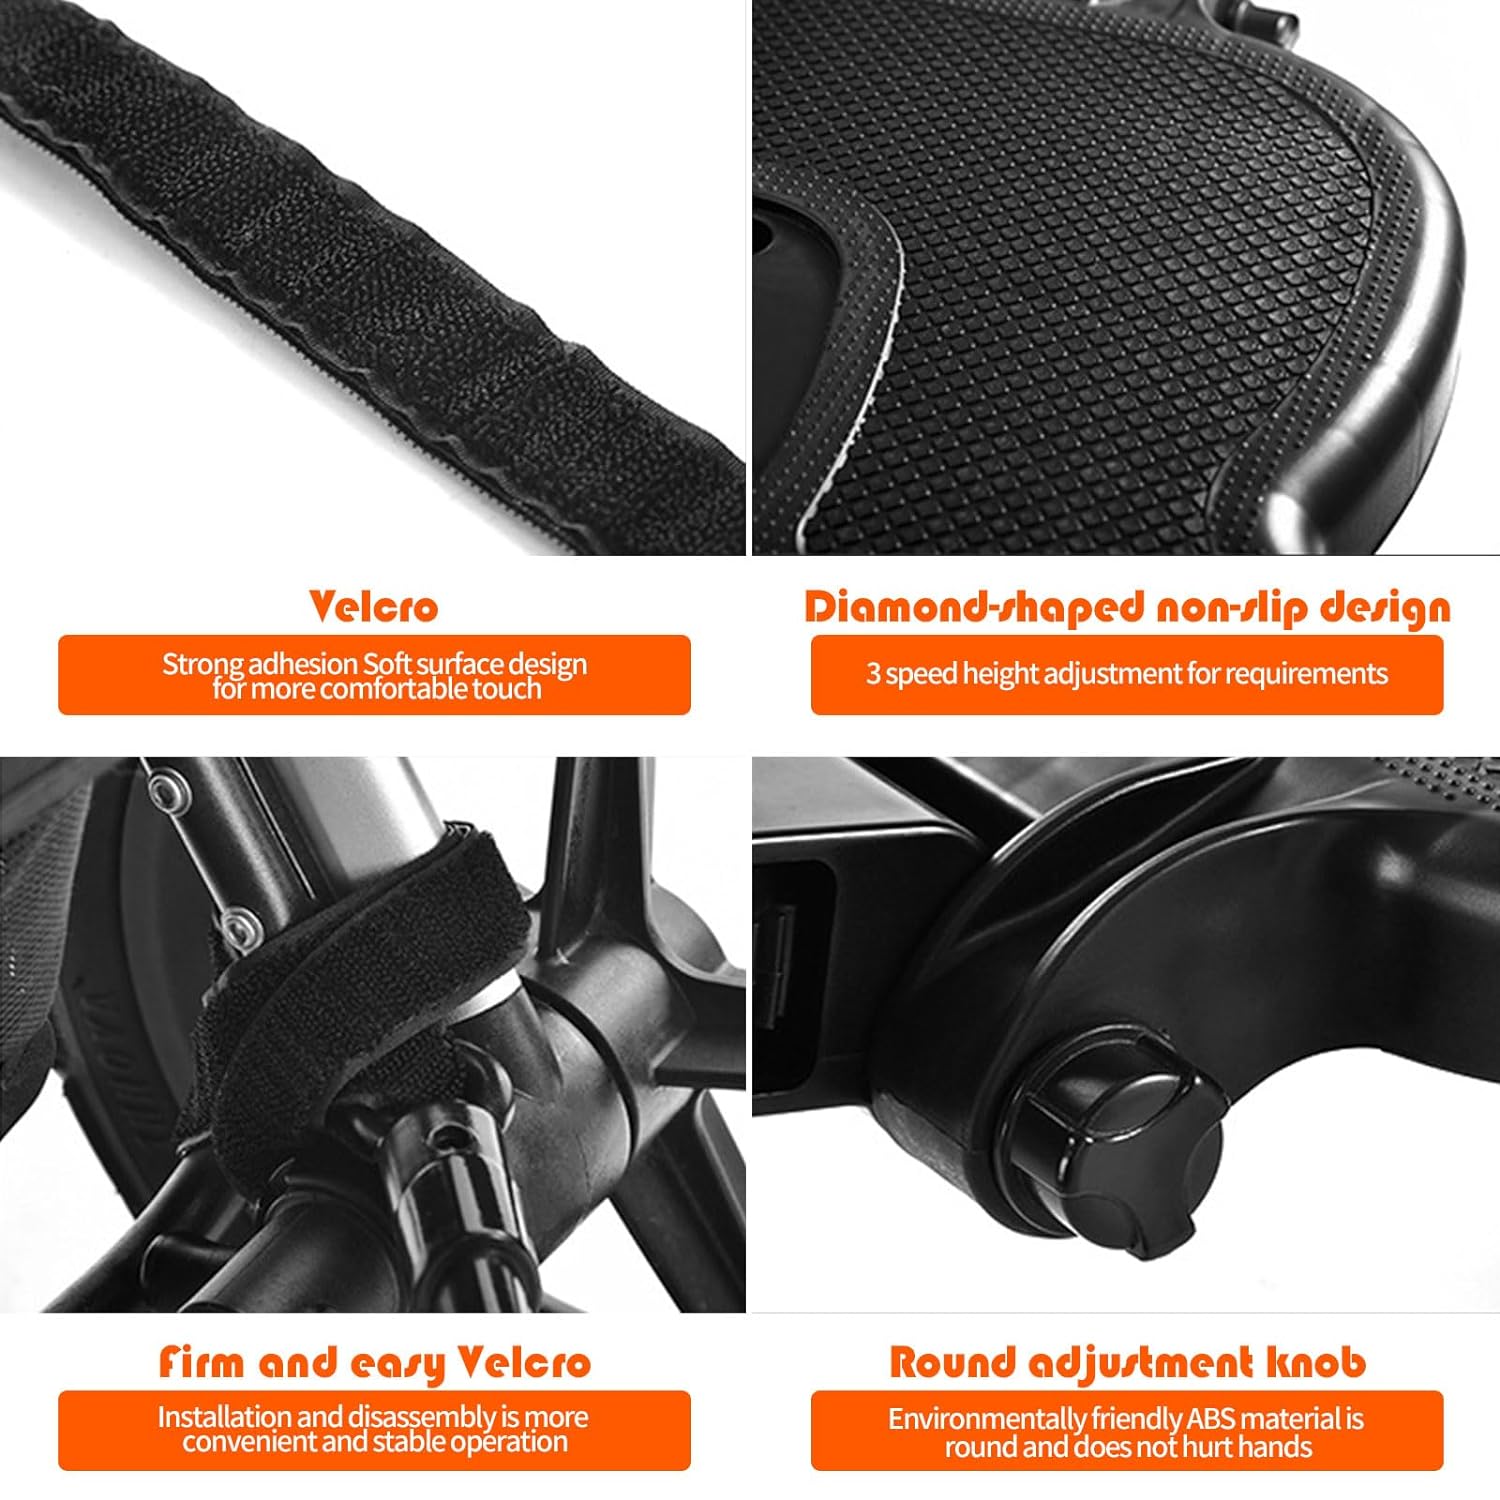 Velcro
Strong adhesion Soft surface design
for more comfortable touch
Diamond-shaped non-slip design
3 speed height adjustment for requirements
Firm and easy Velcro
Installation and disassembly is more
convenient and stable operation
Round adjustment knob
Environmentally friendly ABS material is
round and does not hurt hands